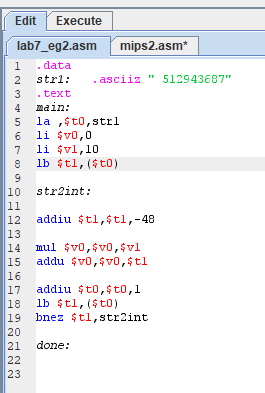 Edit Execute
lab7_eg2.asm mips2.asm*
1 .data
2 str1: .asciiz " 512943687"
3 .text
4 main:
5 la ,$t0,str1
6 li $v0,0
7 li $v1,10
8 lb $t1,($t0)
9
10 str2int:
11
12 addiu $t1,$t1,-48
13
14 mul $v0,$v0,$v1
15 addu $v0,$v0,$t1
16
17 addiu $t0,$t0,1
18 lb $t1,($t0)
19 bnez $t1,str2int
20
21 done:
22
23